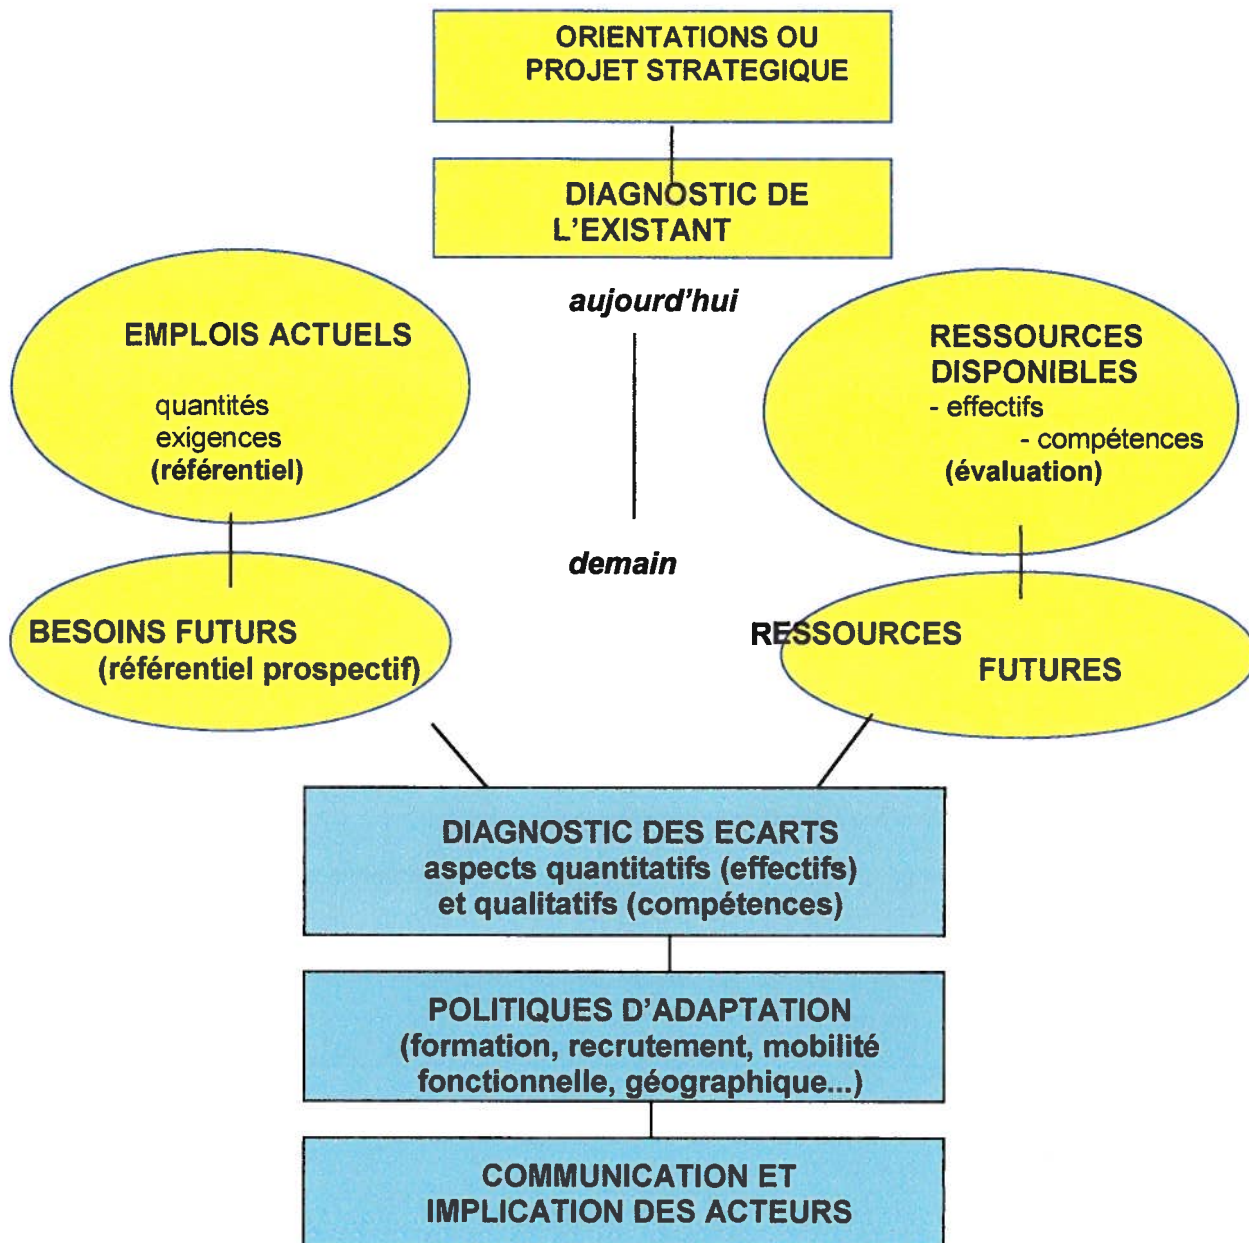 ORIENTATIONS OU
PROJET STRATEGIQUE
DIAGNOSTIC DE
L'EXISTANT
aujourd'hui
EMPLOIS ACTUELS
quantités
exigences
(référentiel)
RESSOURCES
DISPONIBLES
- effectifs
- compétences
(évaluation)
demain
BESOINS FUTURS
(référentiel prospectif)
RESSOURCES
FUTURES
DIAGNOSTIC DES ECARTS
aspects quantitatifs (effectifs)
et qualitatifs (compétences)
POLITIQUES D'ADAPTATION
(formation, recrutement, mobilité
fonctionnelle, géographique...)
COMMUNICATION ET
IMPLICATION DES ACTEURS